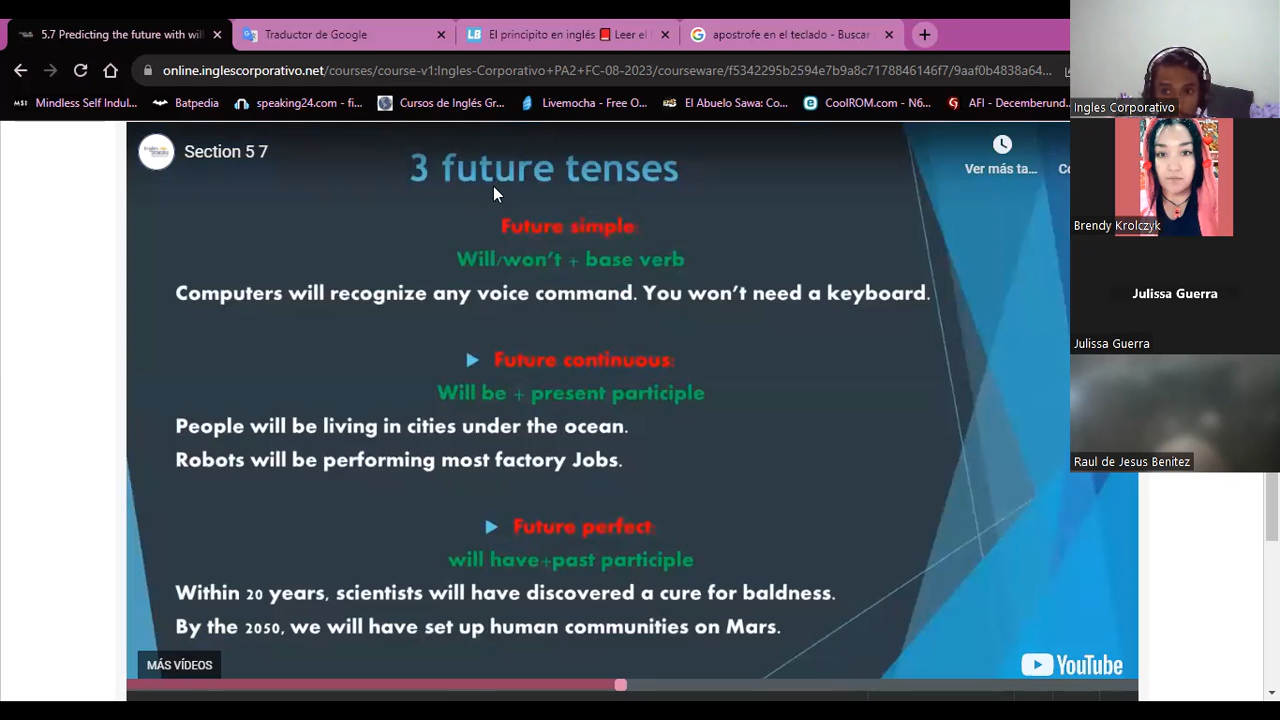 5.7 Predicting the future with wil
Traductor de Google
El principito en inglés 📕 Leer el
apostrofe en el teclado - Buscar
online.inglescorporativo.net/courses/course-v1:Ingles-Corporativo+PA2+FC-08-2023/courseware/f5342295b2594e7b9a8c7178846146f7/9aaf0b4838a64...
Mindless Self Indul...
Batpedia
speaking24.com - fi...
Cursos de Inglés Gr...
Livemocha - Free O...
El Abuelo Sawa: Co...
CoolROM.com - N6...
AFI - Decemberund
Section 5 7
3 future tenses
Ver más ta...
Future simple:
Will/won't + base verb
Computers will recognize any voice command. You won't need a keyboard.
Future continuous:
Will be + present participle
People will be living in cities under the ocean.
Robots will be performing most factory Jobs.
Future perfect:
will have+past participle
Within 20 years, scientists will have discovered a cure for baldness.
By the 2050, we will have set up human communities on Mars.
MÁS VÍDEOS
YouTube
Ingles Corporativo
Brendy Krolczyk
Julissa Guerra
Julissa Guerra
Raul de Jesus Benitez